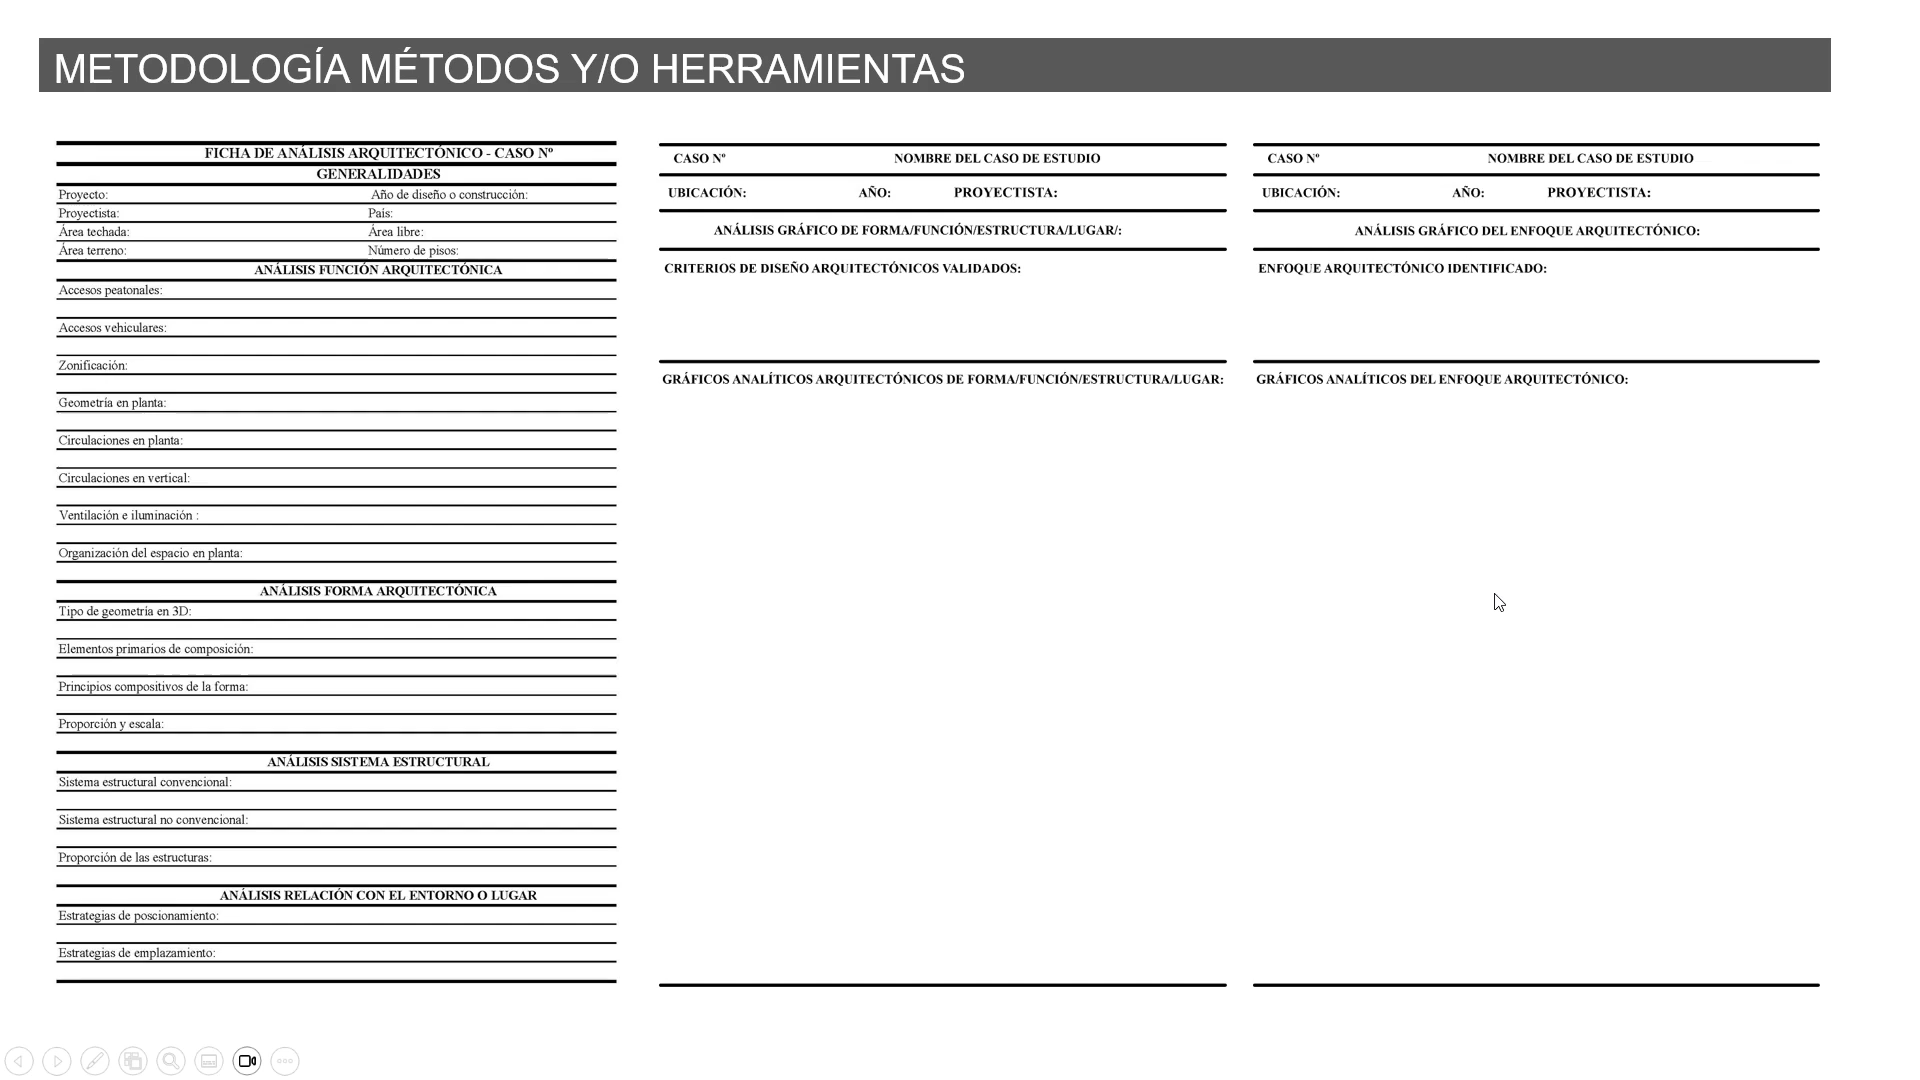 METODOLOGÍA MÉTODOS Y/O HERRAMIENTAS
FICHA DE ANÁLISIS ARQUITECTÓNICO - CASO Nº
GENERALIDADES
Proyecto: Año de diseño o construcción:
Proyectista: País:
Área techada: Área libre:
Área terreno: Número de pisos:
ANÁLISIS FUNCIÓN ARQUITECTÓNICA
Accesos peatonales:
Accesos vehiculares:
Zonificación:
Geometría en planta:
Circulaciones en planta:
Circulaciones en vertical:
Ventilación e iluminación :
Organización del espacio en planta:
ANÁLISIS FORMA ARQUITECTÓNICA
Tipo de geometría en 3D:
Elementos primarios de composición:
Principios compositivos de la forma:
Proporción y escala:
ANÁLISIS SISTEMA ESTRUCTURAL
Sistema estructural convencional:
Sistema estructural no convencional:
Proporción de las estructuras:
ANÁLISIS RELACIÓN CON EL ENTORNO O LUGAR
Estrategias de poscionamiento:
Estrategias de emplazamiento:
CASO Nº NOMBRE DEL CASO DE ESTUDIO
UBICACIÓN: AÑO: PROYECTISTA:
ANÁLISIS GRÁFICO DE FORMA/FUNCIÓN/ESTRUCTURA/LUGAR/:
CRITERIOS DE DISEÑO ARQUITECTÓNICOS VALIDADOS:
GRÁFICOS ANALÍTICOS ARQUITECTÓNICOS DE FORMA/FUNCIÓN/ESTRUCTURA/LUGAR:
CASO Nº NOMBRE DEL CASO DE ESTUDIO
UBICACIÓN: AÑO: PROYECTISTA:
ANÁLISIS GRÁFICO DEL ENFOQUE ARQUITECTÓNICO:
ENFOQUE ARQUITECTÓNICO IDENTIFICADO:
GRÁFICOS ANALÍTICOS DEL ENFOQUE ARQUITECTÓNICO: